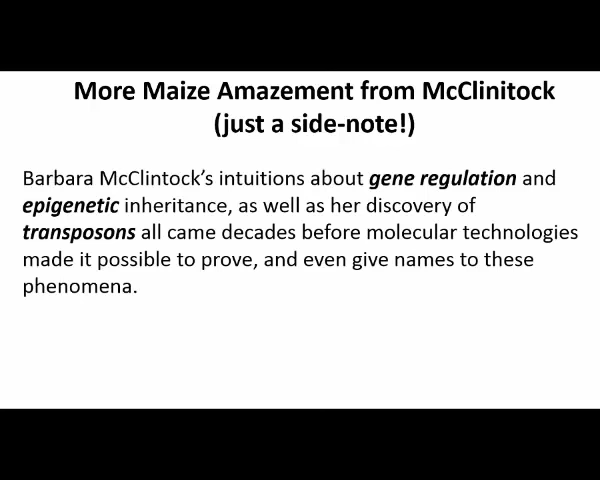 More Maize Amazement from McClinitock
(just a side-note!)
Barbara McClintock’s intuitions about gene regulation and
epigenetic inheritance, as well as her discovery of
transposons all came decades before molecular technologies
made it possible to prove, and even give names to these
phenomena.